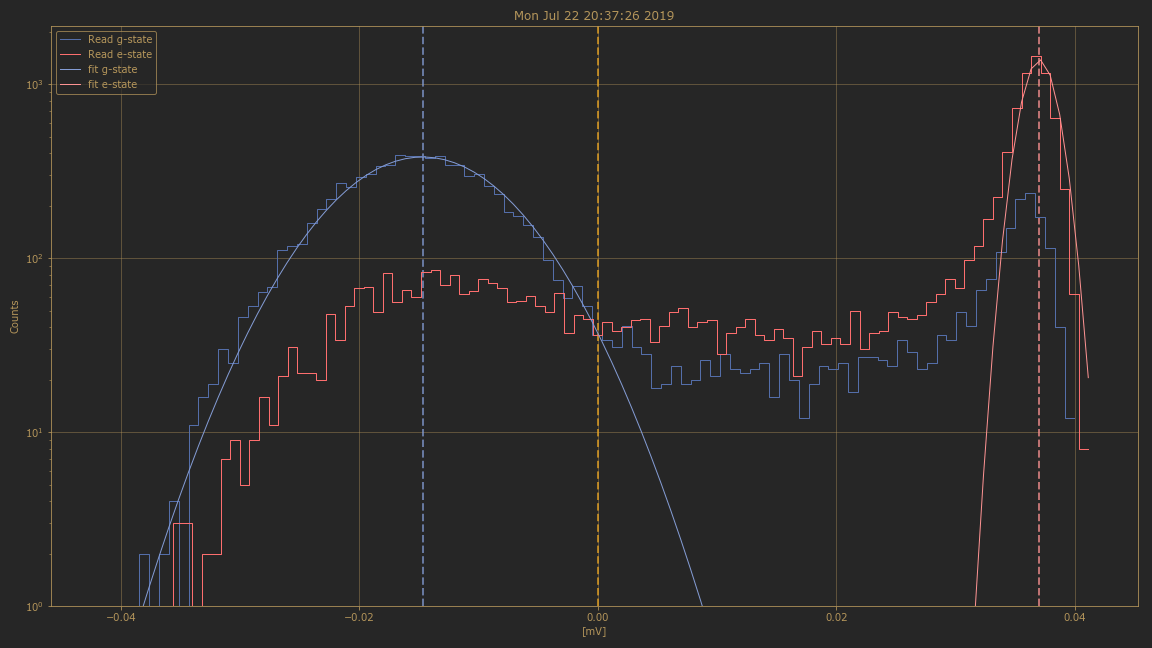 Mon Jul 22 20:37:26 2019
Read g-state
Read e-state
fit g-state
fit e-state
Counts
10³
10²
10¹
10⁰
−0.04 −0.02 0.00 0.02 0.04
[mV]